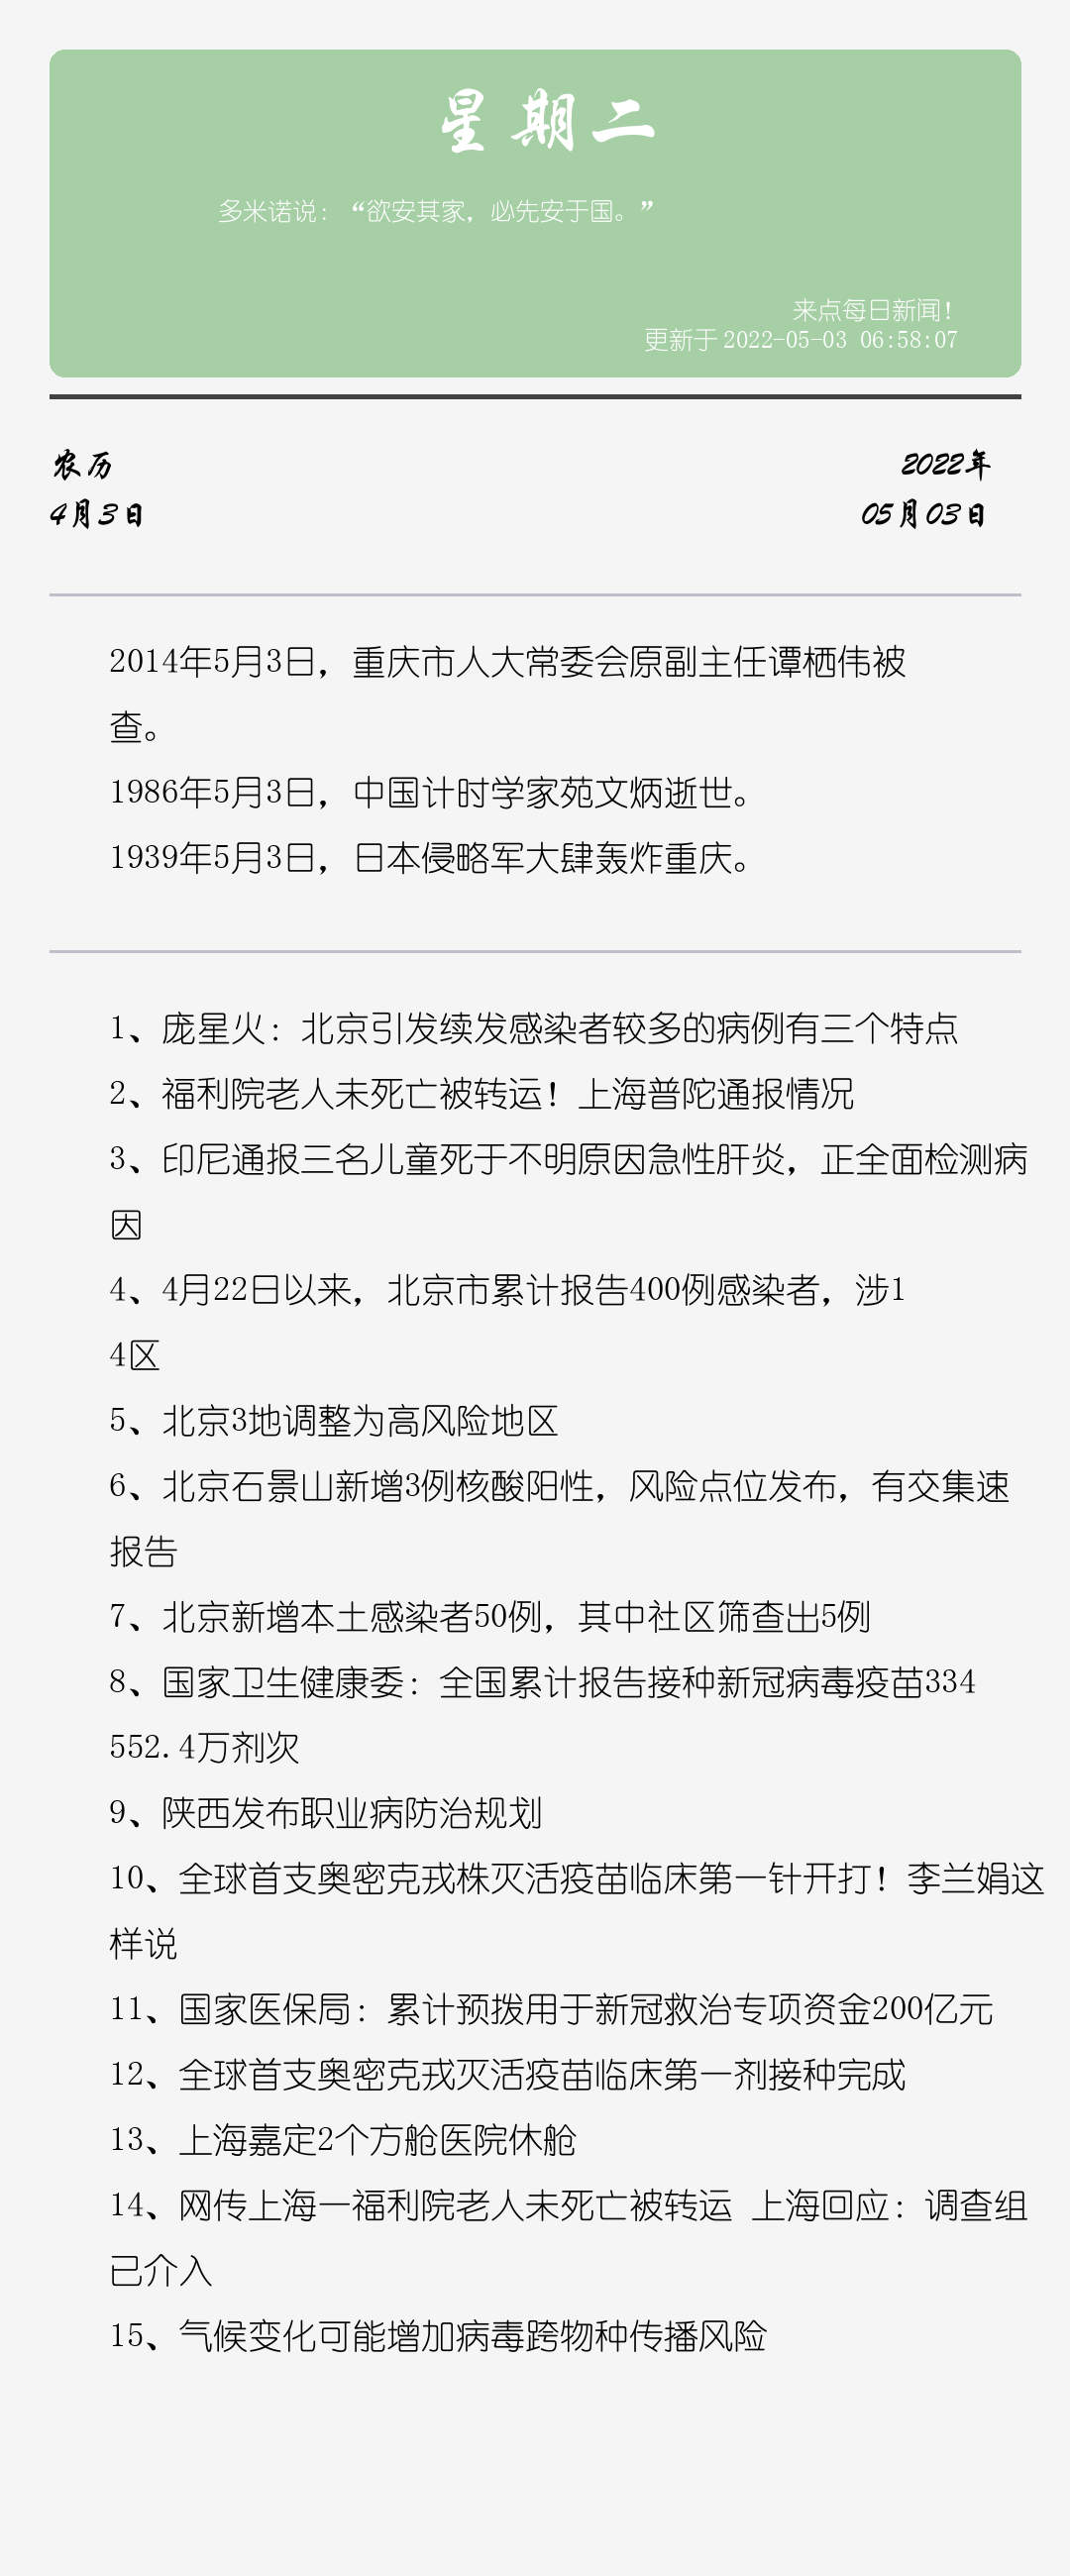 星期二
多米诺说：“欲安其家，必先安于国。”
来点每日新闻！
更新于 2022-05-03 06:58:07
农历
2022年
4月3日
05月03日
2014年5月3日，重庆市人大常委会原副主任谭栖伟被
查。
1986年5月3日，中国计时学家苑文炳逝世。
1939年5月3日，日本侵略军大肆轰炸重庆。
1、庞星火：北京引发续发感染者较多的病例有三个特点
2、福利院老人未死亡被转运！上海普陀通报情况
3、印尼通报三名儿童死于不明原因急性肝炎，正全面检测病
因
4、4月22日以来，北京市累计报告400例感染者，涉1
4区
5、北京3地调整为高风险地区
6、北京石景山新增3例核酸阳性，风险点位发布，有交集速
报告
7、北京新增本土感染者50例，其中社区筛查出5例
8、国家卫生健康委：全国累计报告接种新冠病毒疫苗334
552.4万剂次
9、陕西发布职业病防治规划
10、全球首支奥密克戎株灭活疫苗临床第一针开打！李兰娟这
样说
11、国家医保局：累计预拨用于新冠救治专项资金200亿元
12、全球首支奥密克戎灭活疫苗临床第一剂接种完成
13、上海嘉定2个方舱医院休舱
14、网传上海一福利院老人未死亡被转运 上海回应：调查组
已介入
15、气候变化可能增加病毒跨物种传播风险